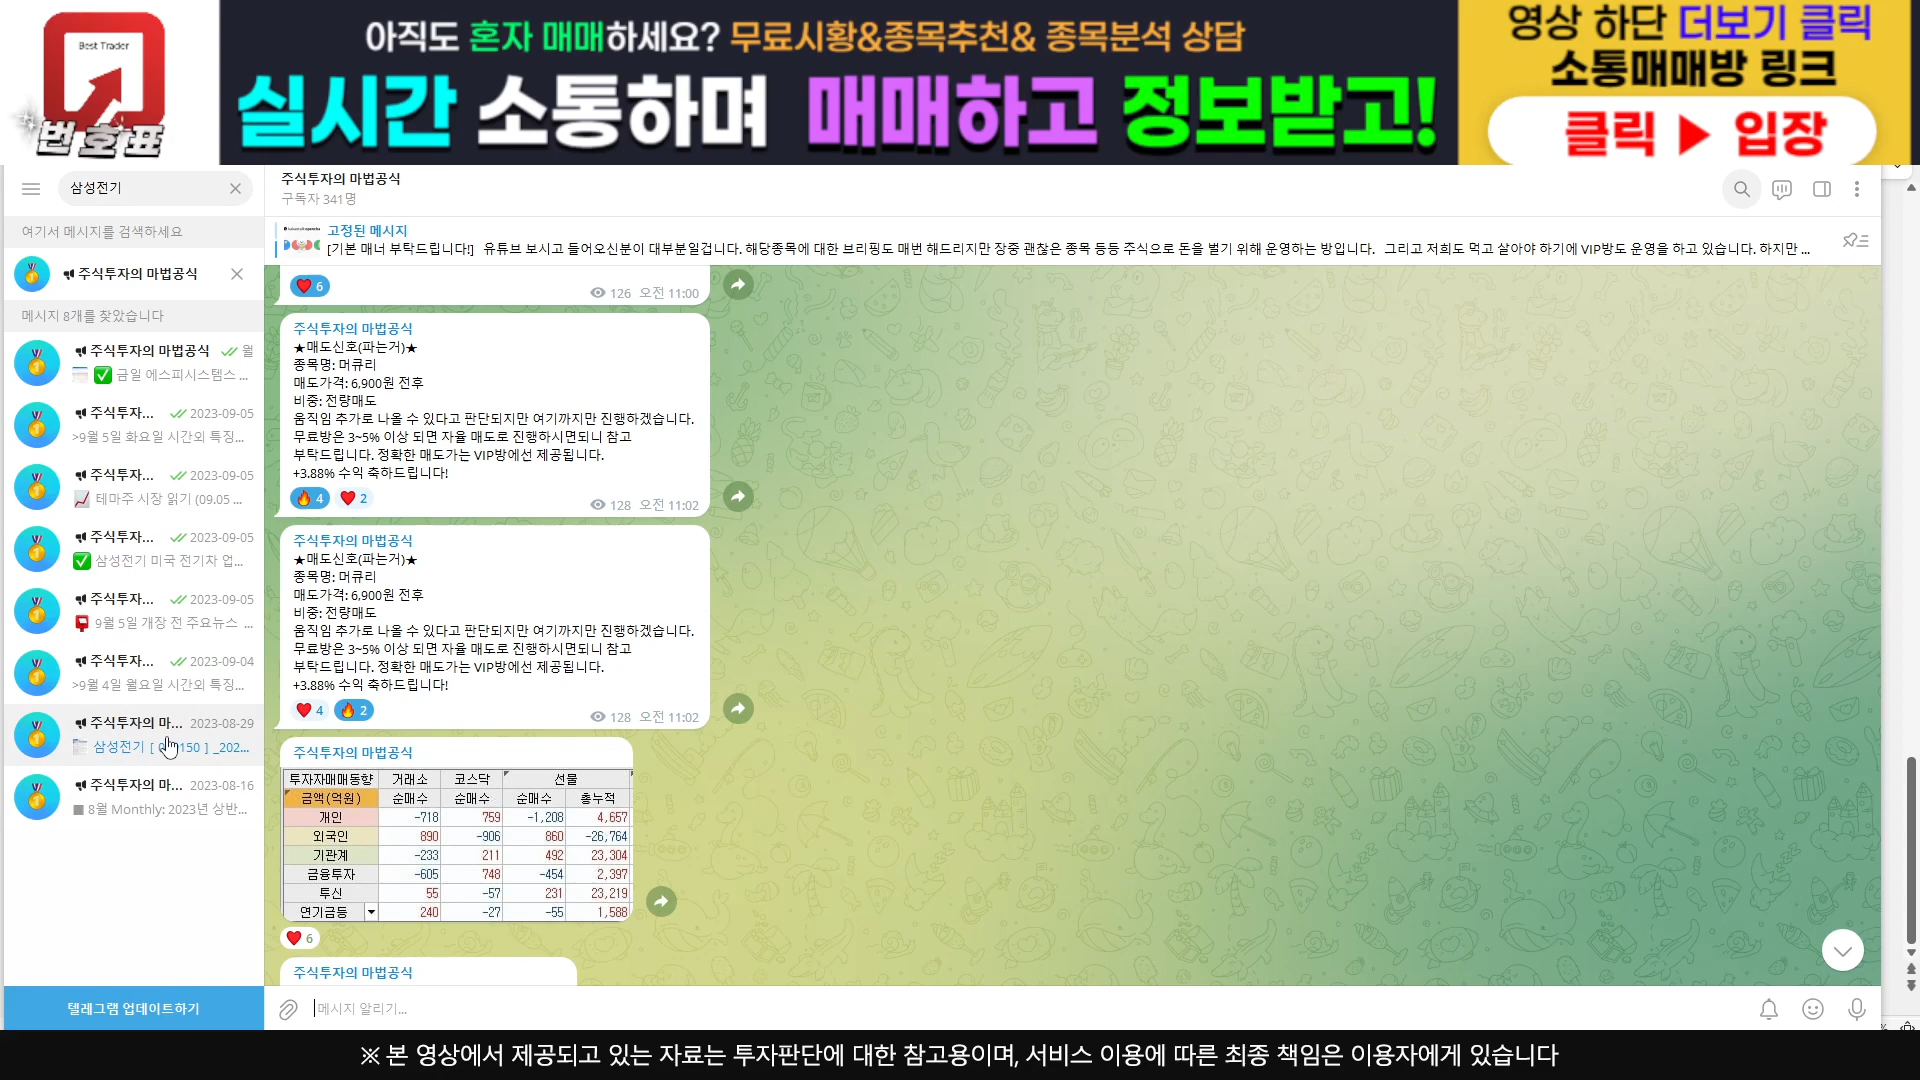 Best Trader
번호표
아직도 혼자 매매하세요? 무료시황&종목추천& 종목분석 상담
실시간 소통하며 매매하고 정보받고!
영상 하단 더보기 클릭
소통매매방 링크
클릭 ▶ 입장
삼성전기
여기서 메시지를 검색하세요
주식투자의 마법공식
메시지 8개를 찾았습니다
주식투자의 마법공식 월
금일 에스피시스템스 ...
주식투자... 2023-09-05
>9월 5일 화요일 시간외 특징...
주식투자... 2023-09-05
테마주 시장 읽기 (09.05 ...
주식투자... 2023-09-05
삼성전기 미국 전기차 업...
주식투자... 2023-09-05
9월 5일 개장 전 주요뉴스 ...
주식투자... 2023-09-04
>9월 4일 월요일 시간외 특징...
주식투자의 마... 2023-08-29
삼성전기 [ 150 ] _202...
주식투자의 마... 2023-08-16
■ 8월 Monthly: 2023년 상반...
텔레그램 업데이트하기
주식투자의 마법공식
구독자 341명
고정된 메시지
[기본 매너 부탁드립니다!] 유튜브 보시고 들어오신분이 대부분일겁니다. 해당종목에 대한 브리핑도 매번 해드리지만 장중 괜찮은 종목 등등 주식으로 돈을 벌기 위해 운영하는 방입니다. 그리고 저희도 먹고 살아야 하기에 VIP방도 운영을 하고 있습니다. 하지만 ...
6
126 오전 11:00
주식투자의 마법공식
★매도신호(파는거)★
종목명: 머큐리
매도가격: 6,900원 전후
비중: 전량매도
움직임 추가로 나올 수 있다고 판단되지만 여기까지만 진행하겠습니다.
무료방은 3~5% 이상 되면 자율 매도로 진행하시면되니 참고
부탁드립니다. 정확한 매도가는 VIP방에선 제공됩니다.
+3.88% 수익 축하드립니다!
4 2
128 오전 11:02
주식투자의 마법공식
★매도신호(파는거)★
종목명: 머큐리
매도가격: 6,900원 전후
비중: 전량매도
움직임 추가로 나올 수 있다고 판단되지만 여기까지만 진행하겠습니다.
무료방은 3~5% 이상 되면 자율 매도로 진행하시면되니 참고
부탁드립니다. 정확한 매도가는 VIP방에선 제공됩니다.
+3.88% 수익 축하드립니다!
4 2
128 오전 11:02
주식투자의 마법공식
투자자매매동향 거래소 코스닥 선물
금액(억원) 순매수 순매수 순매수 총누적
개인 -718 759 -1,208 4,657
외국인 890 -906 860 -26,764
기관계 -233 211 492 23,304
금융투자 -605 748 -454 2,397
투신 55 -57 231 23,219
연기금등 240 -27 -55 1,588
6
주식투자의 마법공식
메시지 알리기...
※ 본 영상에서 제공되고 있는 자료는 투자판단에 대한 참고용이며, 서비스 이용에 따른 최종 책임은 이용자에게 있습니다